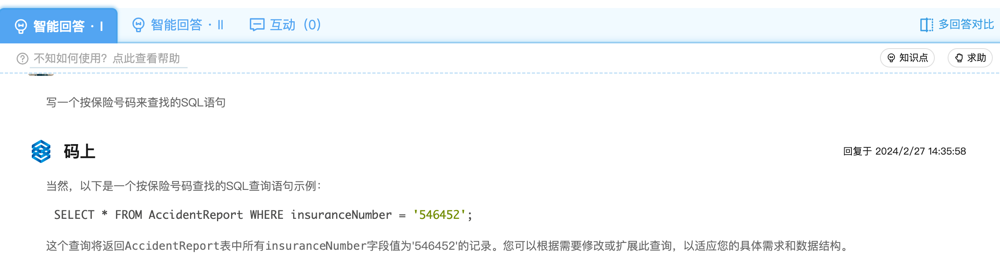 智能回答 · I
智能回答 · II
互动 (0)
多回答对比
不知如何使用？点此查看帮助
知识点
求助
写一个按保险号码来查找的SQL语句
码上
回复于 2024/2/27 14:35:58
当然，以下是一个按保险号码查找的SQL查询语句示例：
SELECT * FROM AccidentReport WHERE insuranceNumber = '546452';
这个查询将返回AccidentReport表中所有insuranceNumber字段值为'546452'的记录。您可以根据需要修改或扩展此查询，以适应您的具体需求和数据结构。